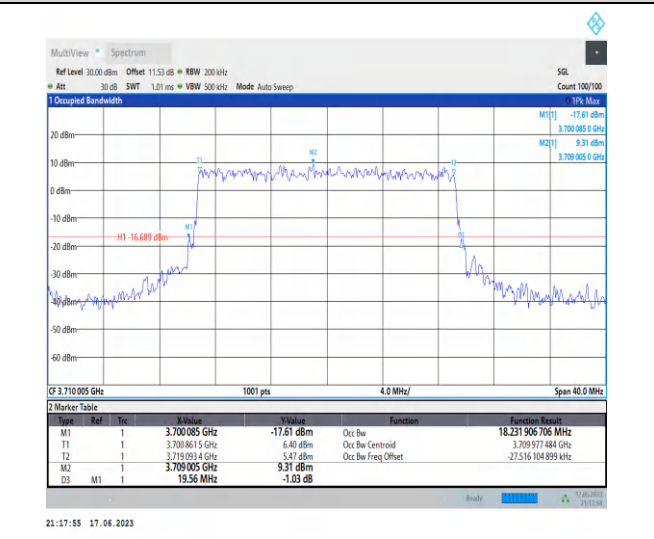 MultiView Spectrum
Ref Level 30.00 dBm Offset 11.53 dB RBW 200 kHz SGL
Att 30 dB SWT 1.01 ms VBW 500 kHz Mode Auto Sweep Count 100/100
1 Occupied Bandwidth 1Pk Max
M1[1] -17.61 dBm
3.700 085 0 GHz
M2[1] 9.31 dBm
3.709 005 0 GHz
20 dBm
M2
T1 T2
10 dBm
0 dBm
-10 dBm
M1
H1 -16.689 dBm
-20 dBm
-30 dBm
-40 dBm
-50 dBm
-60 dBm
CF 3.710 005 GHz 1001 pts 4.0 MHz/ Span 40.0 MHz
2 Marker Table
Type Ref Trc X-Value Y-Value Function Function Result
M1 1 3.700 085 GHz -17.61 dBm Occ Bw 18.231 906 706 MHz
T1 1 3.700 861 5 GHz 6.40 dBm Occ Bw Centroid 3.709 977 484 GHz
T2 1 3.719 093 4 GHz 5.47 dBm Occ Bw Freq Offset -27.516 104 899 kHz
M2 1 3.709 005 GHz 9.31 dBm
D3 M1 1 19.56 MHz -1.03 dB
Ready
21:17:55 17.06.2023